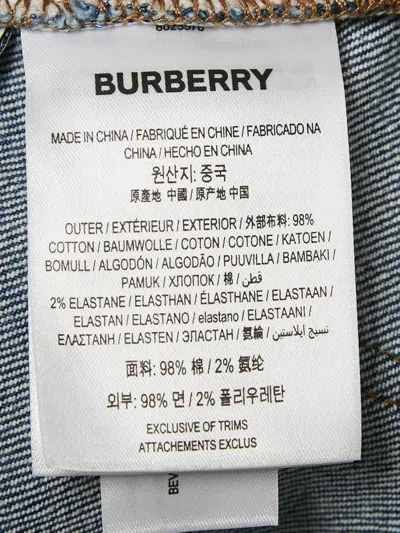 BURBERRY
MADE IN CHINA / FABRIQUÉ EN CHINE / FABRICADO NA
CHINA / HECHO EN CHINA
원산지: 중국
原產地 中國 / 原产地 中国
OUTER / EXTÉRIEUR / EXTERIOR / 外部布料: 98%
COTTON / BAUMWOLLE / COTON / COTONE / KATOEN /
BOMULL / ALGODÓN / ALGODÃO / PUUVILLA / BAMBAKI /
PAMUK / ХЛОПОК / 棉 / قطن /
2% ELASTANE / ELASTHAN / ÉLASTHANE / ELASTAAN /
ELASTAN / ELASTANO / elastano / ELASTAANI /
ΕΛΑΣΤΑΝΗ / ELASTEN / ЭЛАСТАН / 氨綸 / نسيج ايلاستين /
面料: 98% 棉 / 2% 氨纶
외부: 98% 면 / 2% 폴리우레탄
EXCLUSIVE OF TRIMS
ATTACHEMENTS EXCLUS
BEV